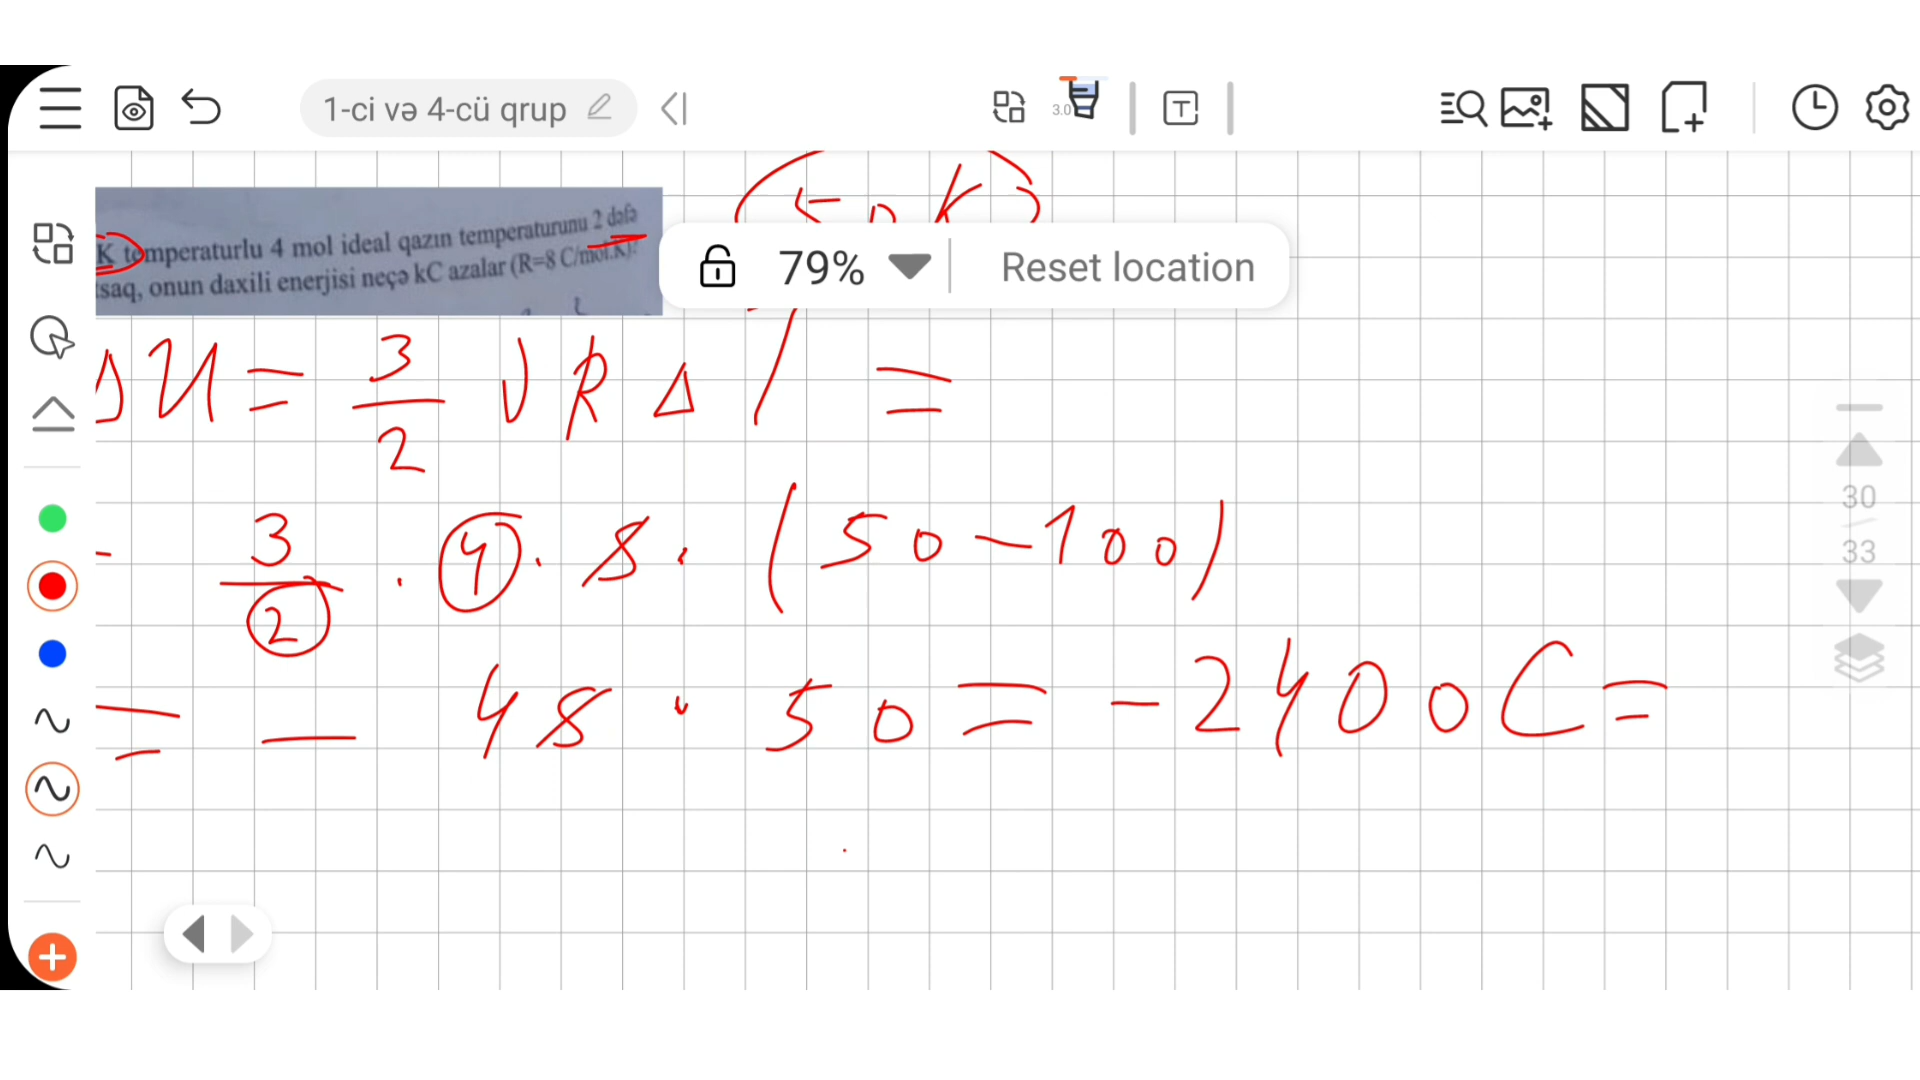 1-ci və 4-cü qrup
3.0
T
50K
K temperaturlu 4 mol ideal qazın temperaturunu 2 dəfə
saq, onun daxili enerjisi neçə kC azalar (R=8 C/mol.K)?
79% Reset location
ΔU = 3/2 νRΔT =
30
33
3/2 · 4 · 8 · (50-100)
= - 48 · 50 = -2400C =